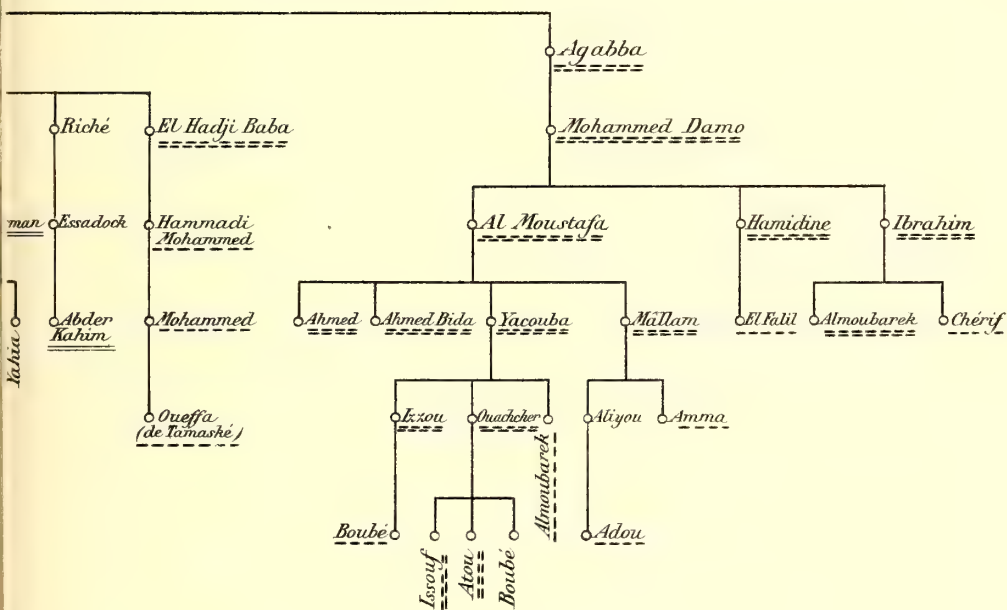 Agabba
Riché
El Hadji Baba
Mohammed Damo
man
Essadock
Hammadi
Mohammed
Al Moustafa
Hamidine
Ibrahim
Yahia
Abder
Kahim
Mohammed
Ahmed
Ahmed Bida
Yacouba
Mâllam
El Falil
Almoubarek
Chérif
Oueffa
(de Tamaské)
Izzou
Ouachcher
Almoubarek
Aliyou
Amma
Boubé
Issouf
Atou
Boubé
Adou